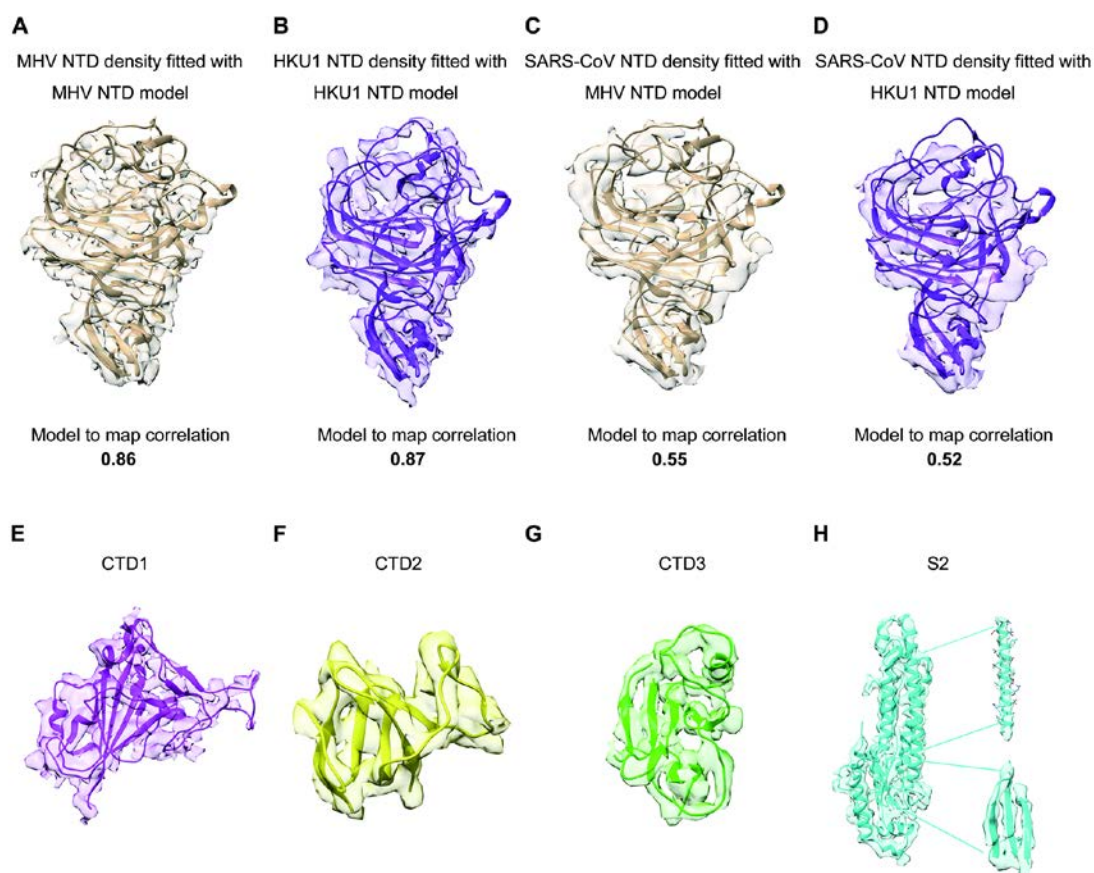 A
MHV NTD density fitted with
MHV NTD model
Model to map correlation
0.86
B
HKU1 NTD density fitted with
HKU1 NTD model
Model to map correlation
0.87
C
SARS-CoV NTD density fitted with
MHV NTD model
Model to map correlation
0.55
D
SARS-CoV NTD density fitted with
HKU1 NTD model
Model to map correlation
0.52
E
CTD1
F
CTD2
G
CTD3
H
S2